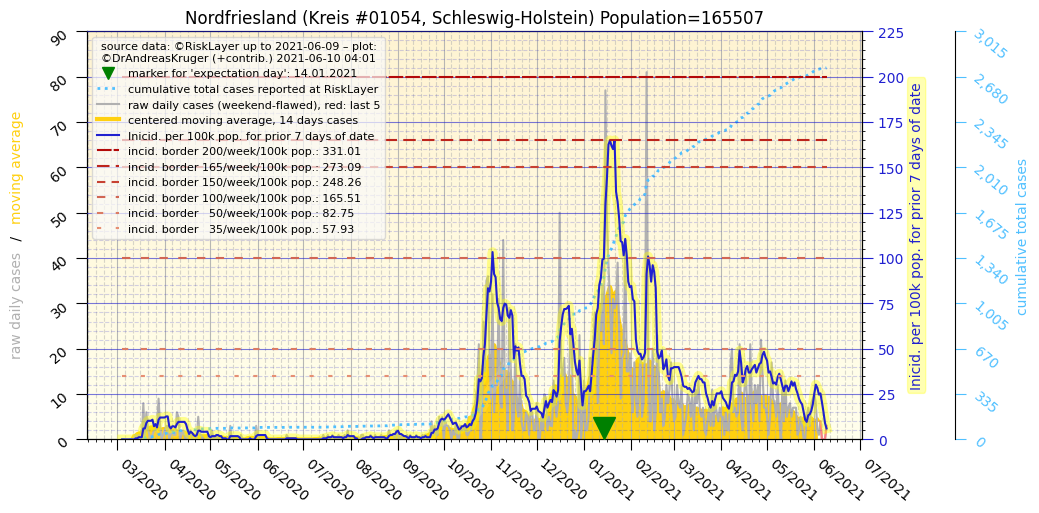 Nordfriesland (Kreis #01054, Schleswig-Holstein) Population=165507
source data: ©RiskLayer up to 2021-06-09 – plot:
©DrAndreasKruger (+contrib.) 2021-06-10 04:01
marker for 'expectation day': 14.01.2021
cumulative total cases reported at RiskLayer
raw daily cases (weekend-flawed), red: last 5
centered moving average, 14 days cases
Inicid. per 100k pop. for prior 7 days of date
incid. border 200/week/100k pop.: 331.01
incid. border 165/week/100k pop.: 273.09
incid. border 150/week/100k pop.: 248.26
incid. border 100/week/100k pop.: 165.51
incid. border 50/week/100k pop.: 82.75
incid. border 35/week/100k pop.: 57.93
raw daily cases / moving average
90
80
70
60
50
40
30
20
10
0
03/2020
04/2020
05/2020
06/2020
07/2020
08/2020
09/2020
10/2020
11/2020
12/2020
01/2021
02/2021
03/2021
04/2021
05/2021
06/2021
07/2021
225
200
175
150
125
100
75
50
25
0
Inicid. per 100k pop. for prior 7 days of date
3,015
2,680
2,345
2,010
1,675
1,340
1,005
670
335
0
cumulative total cases